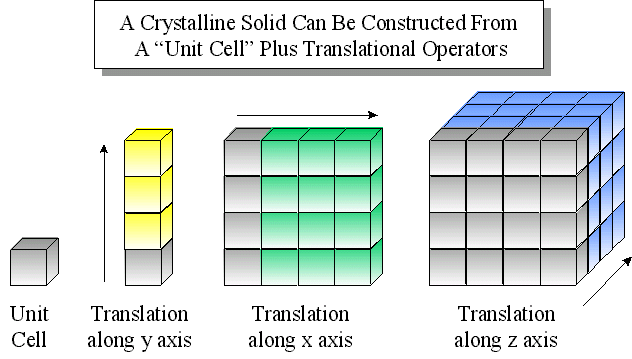 A Crystalline Solid Can Be Constructed From
A “Unit Cell” Plus Translational Operators
Unit
Cell
Translation
along y axis
Translation
along x axis
Translation
along z axis